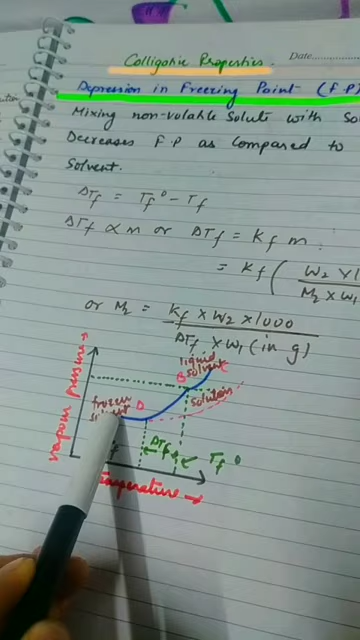 Colligative Properties.
Date
Depression in Freezing Point (F.P)
Mixing non-volatile solute with
Decreases F.P as compared to
Solvent.
ΔTf = Tf° - Tf
ΔTf ∝ m or ΔTf = Kf m
= Kf (W2 × 1
M2 × W1
or M2 = Kf × W2 × 1000
ΔTf × W1 (in g)
liquid
solvent
B
C
solution
frozen
D
vapour pressure →
ΔTf
Tf°
temperature →